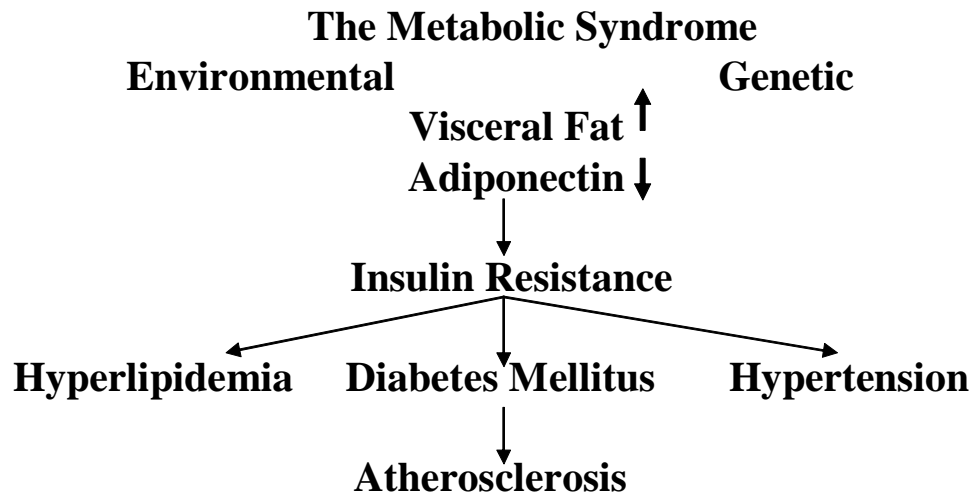 The Metabolic Syndrome
Environmental Genetic
Visceral Fat
Adiponectin
Insulin Resistance
Hyperlipidemia Diabetes Mellitus Hypertension
Atherosclerosis